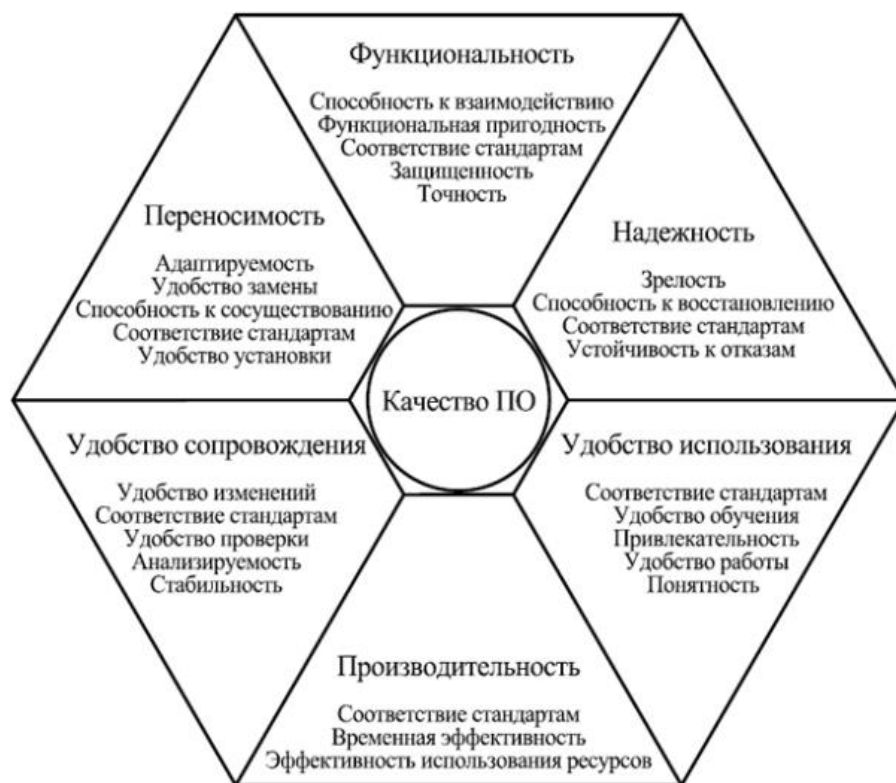 Функциональность
Способность к взаимодействию
Функциональная пригодность
Соответствие стандартам
Защищенность
Точность
Переносимость
Адаптируемость
Удобство замены
Способность к сосуществованию
Соответствие стандартам
Удобство установки
Надежность
Зрелость
Способность к восстановлению
Соответствие стандартам
Устойчивость к отказам
Качество ПО
Удобство сопровождения
Удобство изменений
Соответствие стандартам
Удобство проверки
Анализируемость
Стабильность
Удобство использования
Соответствие стандартам
Удобство обучения
Привлекательность
Удобство работы
Понятность
Производительность
Соответствие стандартам
Временная эффективность
Эффективность использования ресурсов